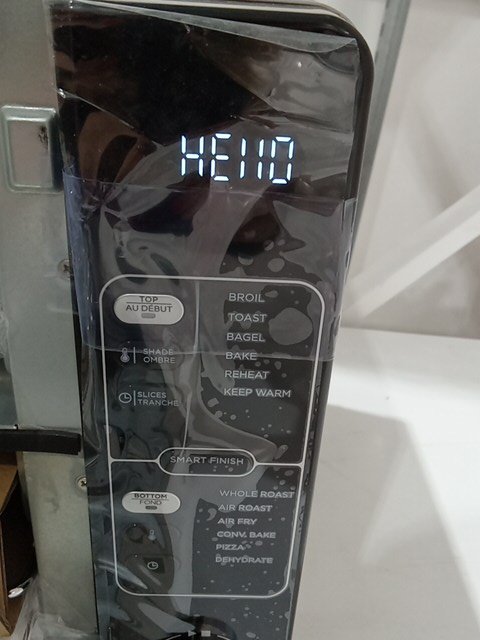 HEllO
TOP
AU DÉBUT
SHADE
OMBRE
SLICES
TRANCHE
BROIL
TOAST
BAGEL
BAKE
REHEAT
KEEP WARM
SMART FINISH
BOTTOM
FOND
WHOLE ROAST
AIR ROAST
AIR FRY
CONV. BAKE
PIZZA
DEHYDRATE